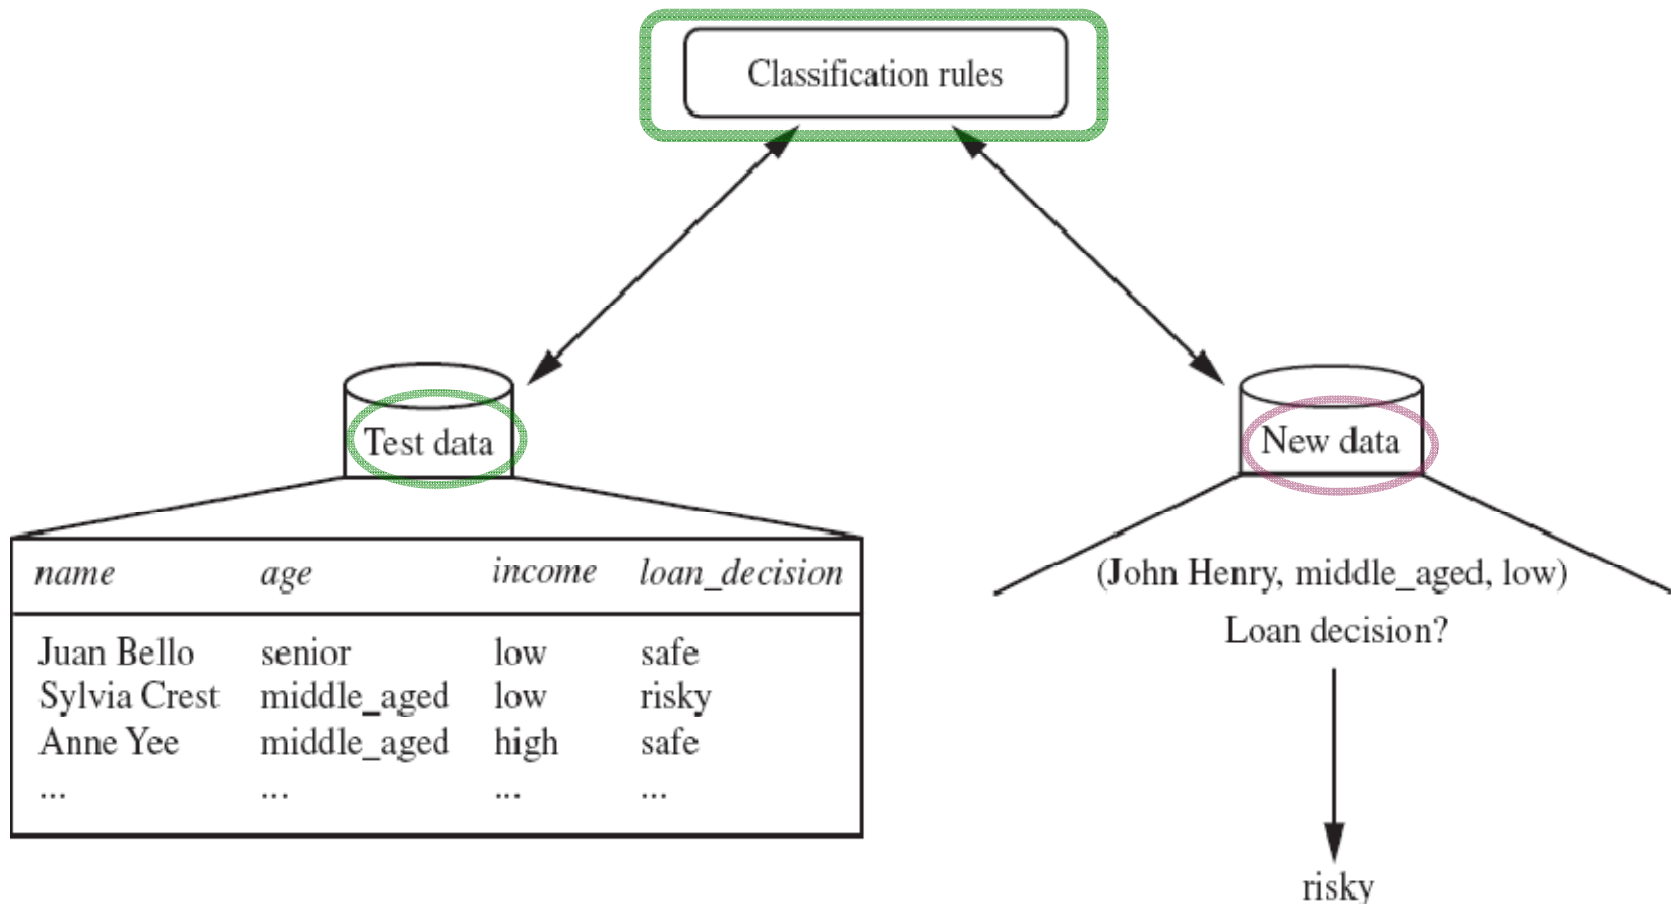 Classification rules
Test data
New data
name age income loan_decision
Juan Bello senior low safe
Sylvia Crest middle_aged low risky
Anne Yee middle_aged high safe
... ... ... ...
(John Henry, middle_aged, low)
Loan decision?
risky